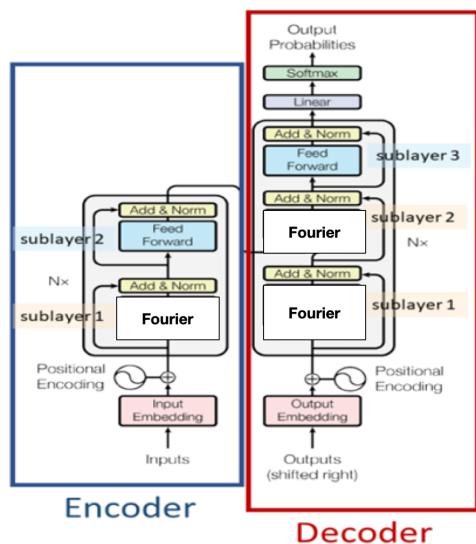 Output
Probabilities
Softmax
Linear
Add & Norm
Feed
Forward
sublayer 3
Add & Norm
Fourier
sublayer 2
Nx
Add & Norm
Fourier
sublayer 1
Positional
Encoding
Output
Embedding
Outputs
(shifted right)
Decoder
Add & Norm
Feed
Forward
sublayer 2
Nx
Add & Norm
Fourier
sublayer 1
Positional
Encoding
Input
Embedding
Inputs
Encoder